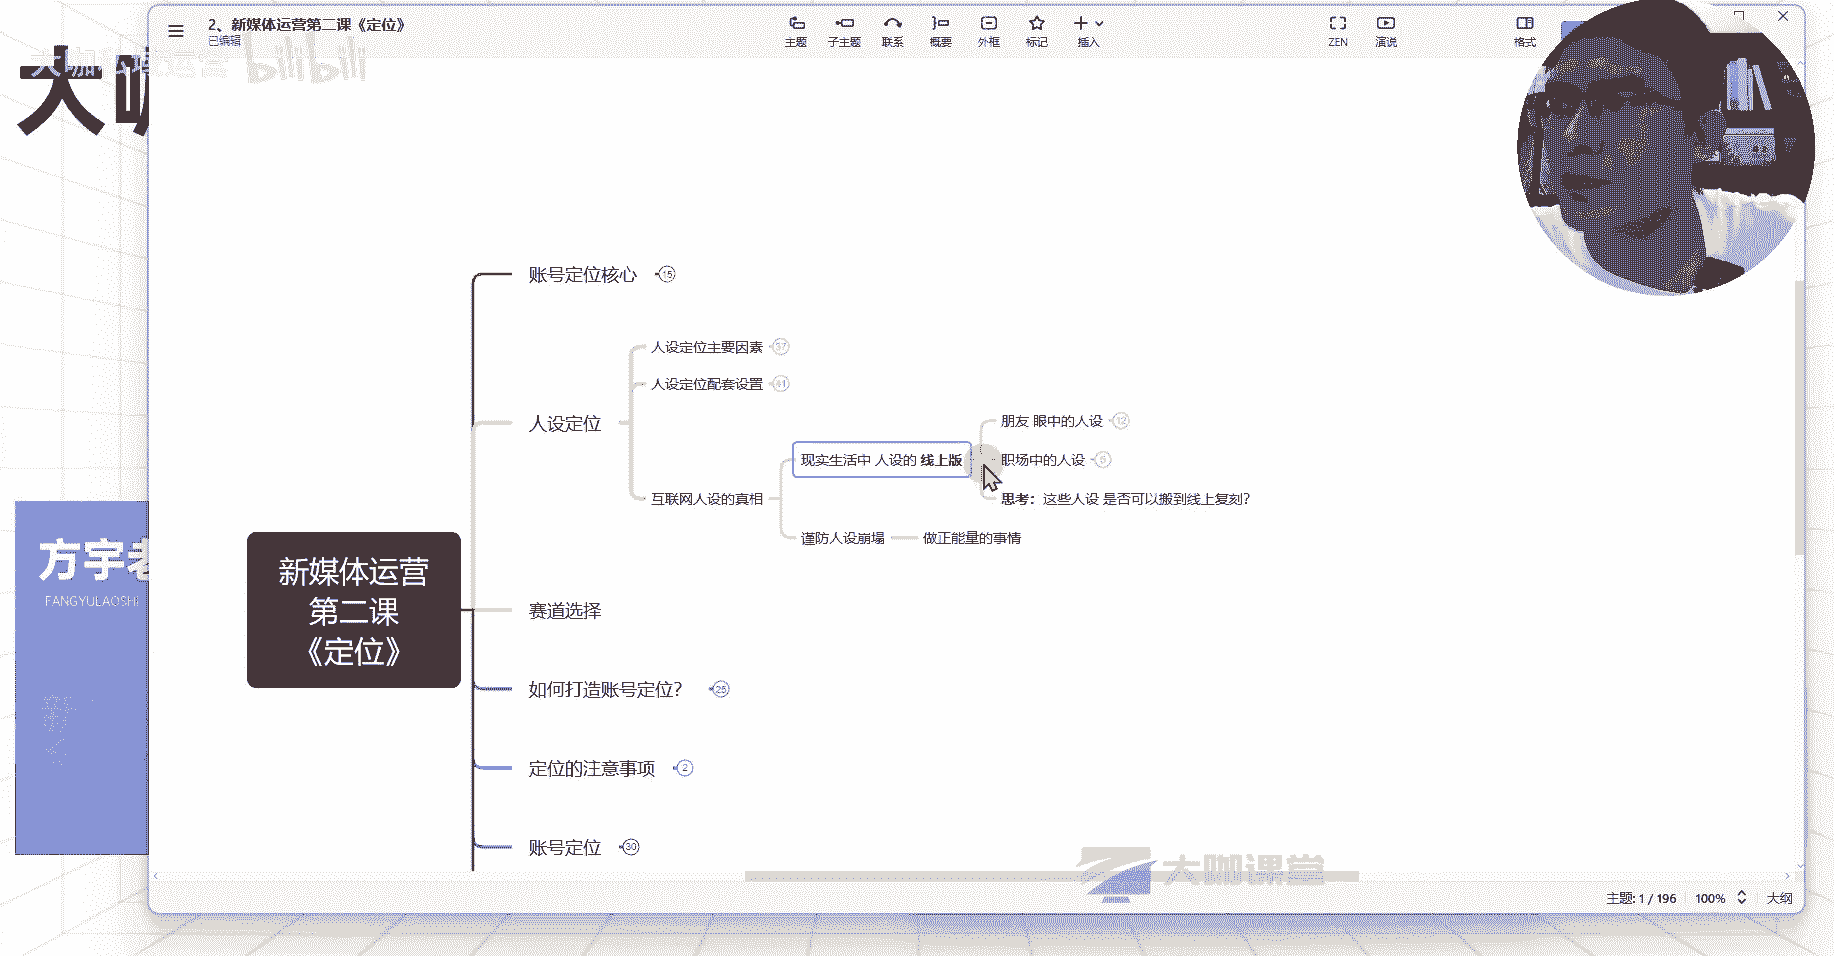 2、新媒体运营第二课《定位》
已编辑
主题
子主题
联系
概要
外框
标记
插入
ZEN
演说
格式
bilibili
账号定位核心 15
人设定位主要因素 37
人设定位配套设置 41
人设定位
朋友 眼中的人设 12
现实生活中 人设的 线上版
职场中的人设
互联网人设的真相
思考：这些人设 是否可以搬到线上复刻？
谨防人设崩塌
做正能量的事情
新媒体运营
第二课
《定位》
赛道选择
如何打造账号定位？ 25
定位的注意事项 2
账号定位 30
方宇老
FANGYULAOSHI
大咖课堂
主题: 1 / 196
100%
大纲